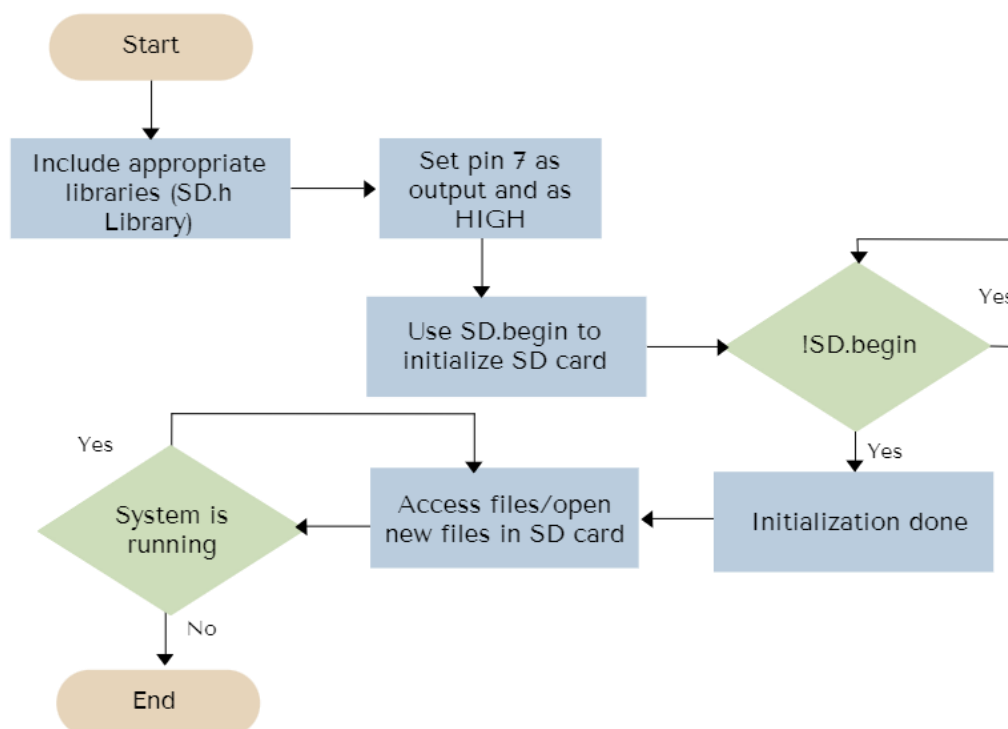 Start
Include appropriate
libraries (SD.h
Library)
Set pin 7 as
output and as
HIGH
Use SD.begin to
initialize SD card
!SD.begin
Yes
Yes
Initialization done
Access files/open
new files in SD card
Yes
System is
running
No
End